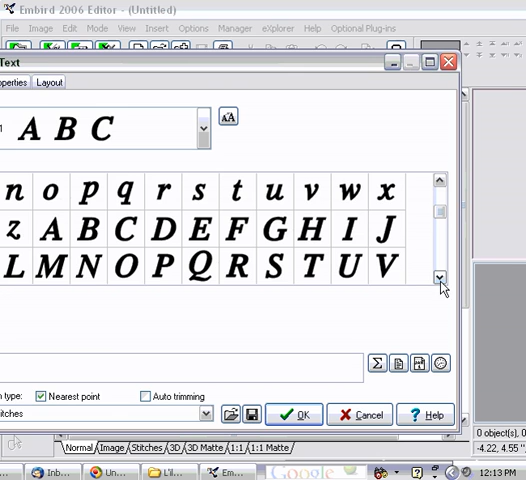 Embird 2006 Editor - (Untitled)
File Image Edit View Insert Options Manager eXplorer Help Optional Plug-ins
Text
operties Layout
A B C
n o p q r s t u v w x
z A B C D E F G H I J
L M N O P Q R S T U V
n type: Nearest point Auto trimming
itches OK Cancel Help
Normal Image Stitches 3D 3D Matte 1:1 1:1 Matte
0 object(s), 0
-4.22, 4.55 "
Inb... Un... L'il... Em... Google 12:13 PM